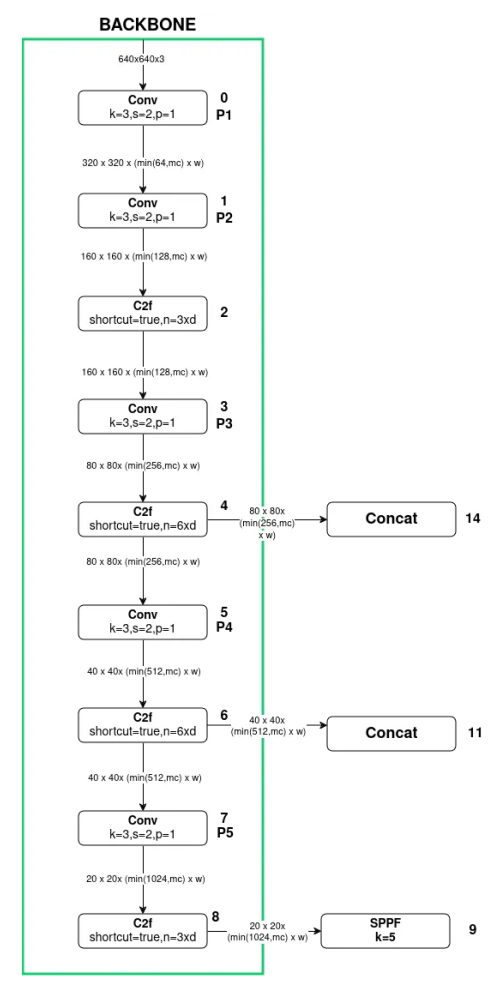 BACKBONE
640x640x3
Conv
k=3,s=2,p=1
0
P1
320 x 320 x (min(64,mc) x w)
Conv
k=3,s=2,p=1
1
P2
160 x 160 x (min(128,mc) x w)
C2f
shortcut=true,n=3xd
2
160 x 160 x (min(128,mc) x w)
Conv
k=3,s=2,p=1
3
P3
80 x 80x (min(256,mc) x w)
C2f
shortcut=true,n=6xd
4
80 x 80x
(min(256,mc)
x w)
Concat
14
80 x 80x (min(256,mc) x w)
Conv
k=3,s=2,p=1
5
P4
40 x 40x (min(512,mc) x w)
C2f
shortcut=true,n=6xd
6
40 x 40x
(min(512,mc) x w)
Concat
11
40 x 40x (min(512,mc) x w)
Conv
k=3,s=2,p=1
7
P5
20 x 20x (min(1024,mc) x w)
C2f
shortcut=true,n=3xd
8
20 x 20x
(min(1024,mc) x w)
SPPF
k=5
9